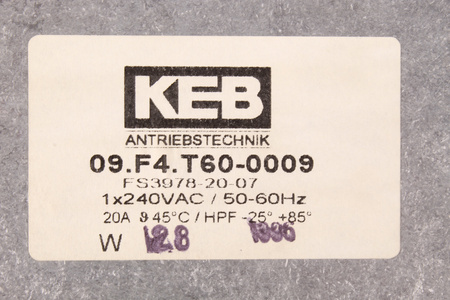 KEB
ANTRIEBSTECHNIK
09.F4.T60-0009
FS3978-20-07
1x240VAC / 50-60Hz
20A ϑ 45°C / HPF -25° +85°
W 12.8